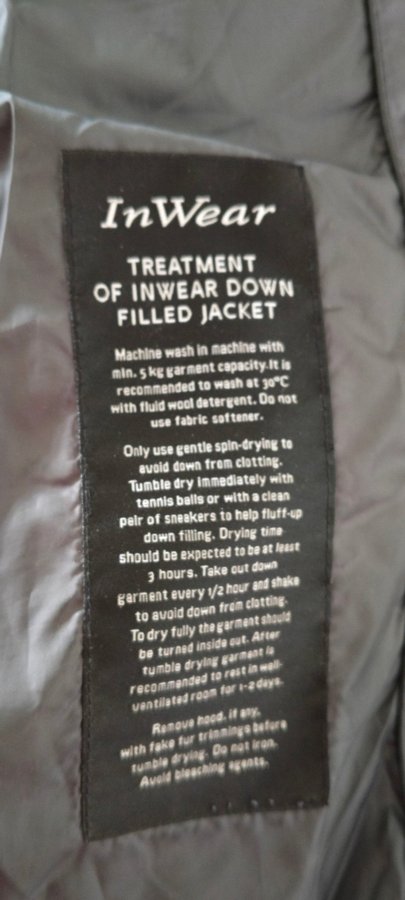 InWear
TREATMENT
OF INWEAR DOWN
FILLED JACKET
Machine wash in machine with
min. 5 kg garment capacity.It is
recommended to wash at 30°C
with fluid wool detergent. Do not
use fabric softener.
Only use gentle spin-drying to
avoid down from clotting.
Tumble dry immediately with
tennis balls or with a clean
pair of sneakers to help fluff-up
down filling. Drying time
should be expected to be at least
3 hours. Take out down
garment every 1/2 hour and shake
to avoid down from clotting.
To dry fully the garment should
be turned inside out. After
tumble drying garment is
recommended to rest in well-
ventilated room for 1-2 days.
Remove hood, if any,
with fake fur trimmings before
tumble drying. Do not iron.
Avoid bleaching agents.